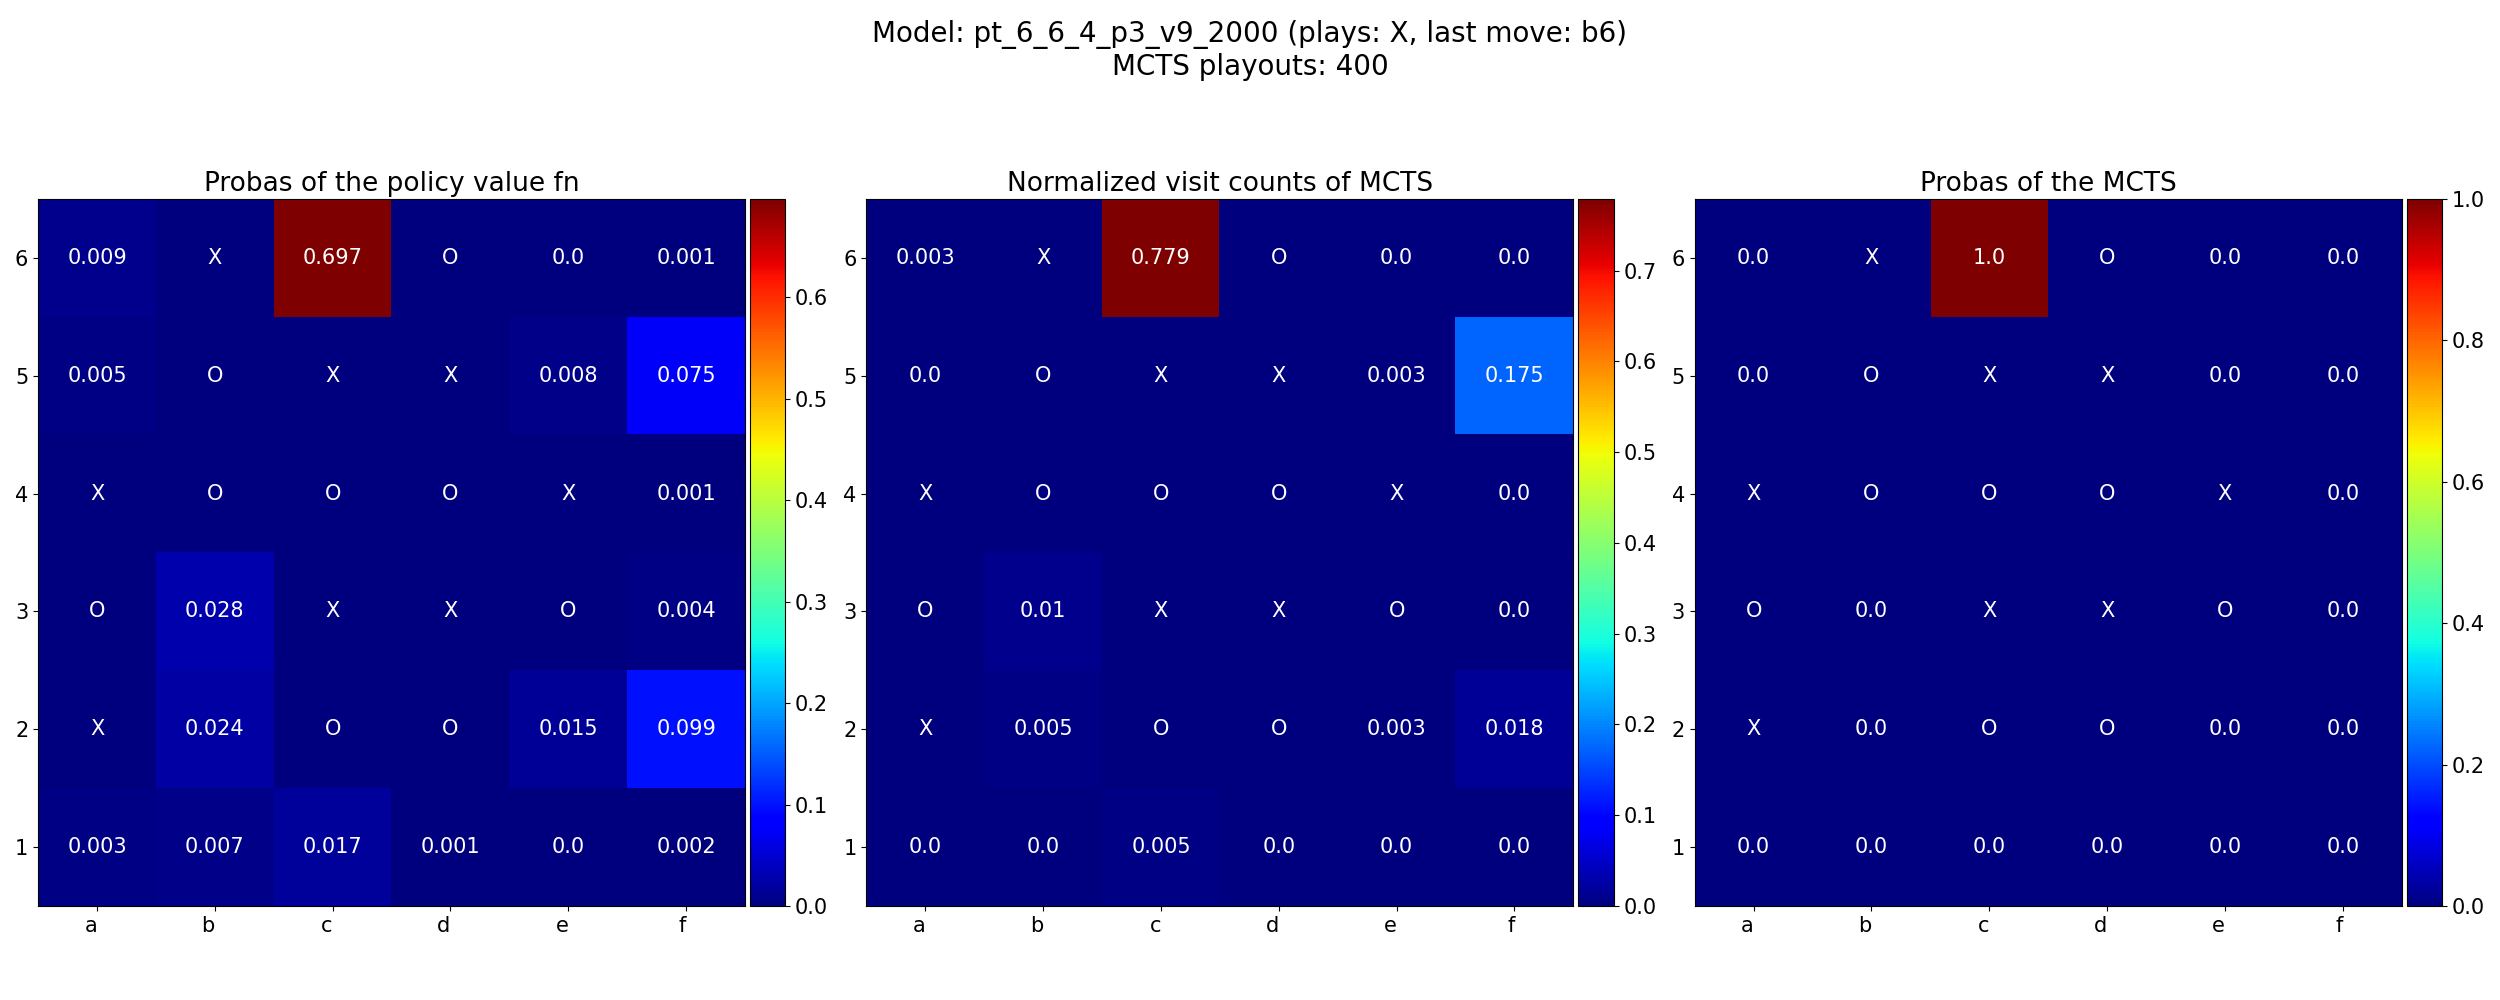 Model: pt_6_6_4_p3_v9_2000 (plays: X, last move: b6)
MCTS playouts: 400
Probas of the policy value fn
6 0.009 X 0.697 O 0.0 0.001
5 0.005 O X X 0.008 0.075
4 X O O O X 0.001
3 O 0.028 X X O 0.004
2 X 0.024 O O 0.015 0.099
1 0.003 0.007 0.017 0.001 0.0 0.002
a b c d e f
0.6
0.5
0.4
0.3
0.2
0.1
0.0
Normalized visit counts of MCTS
6 0.003 X 0.779 O 0.0 0.0
5 0.0 O X X 0.003 0.175
4 X O O O X 0.0
3 O 0.01 X X O 0.0
2 X 0.005 O O 0.003 0.018
1 0.0 0.0 0.005 0.0 0.0 0.0
a b c d e f
0.7
0.6
0.5
0.4
0.3
0.2
0.1
0.0
Probas of the MCTS
6 0.0 X 1.0 O 0.0 0.0
5 0.0 O X X 0.0 0.0
4 X O O O X 0.0
3 O 0.0 X X O 0.0
2 X 0.0 O O 0.0 0.0
1 0.0 0.0 0.0 0.0 0.0 0.0
a b c d e f
1.0
0.8
0.6
0.4
0.2
0.0